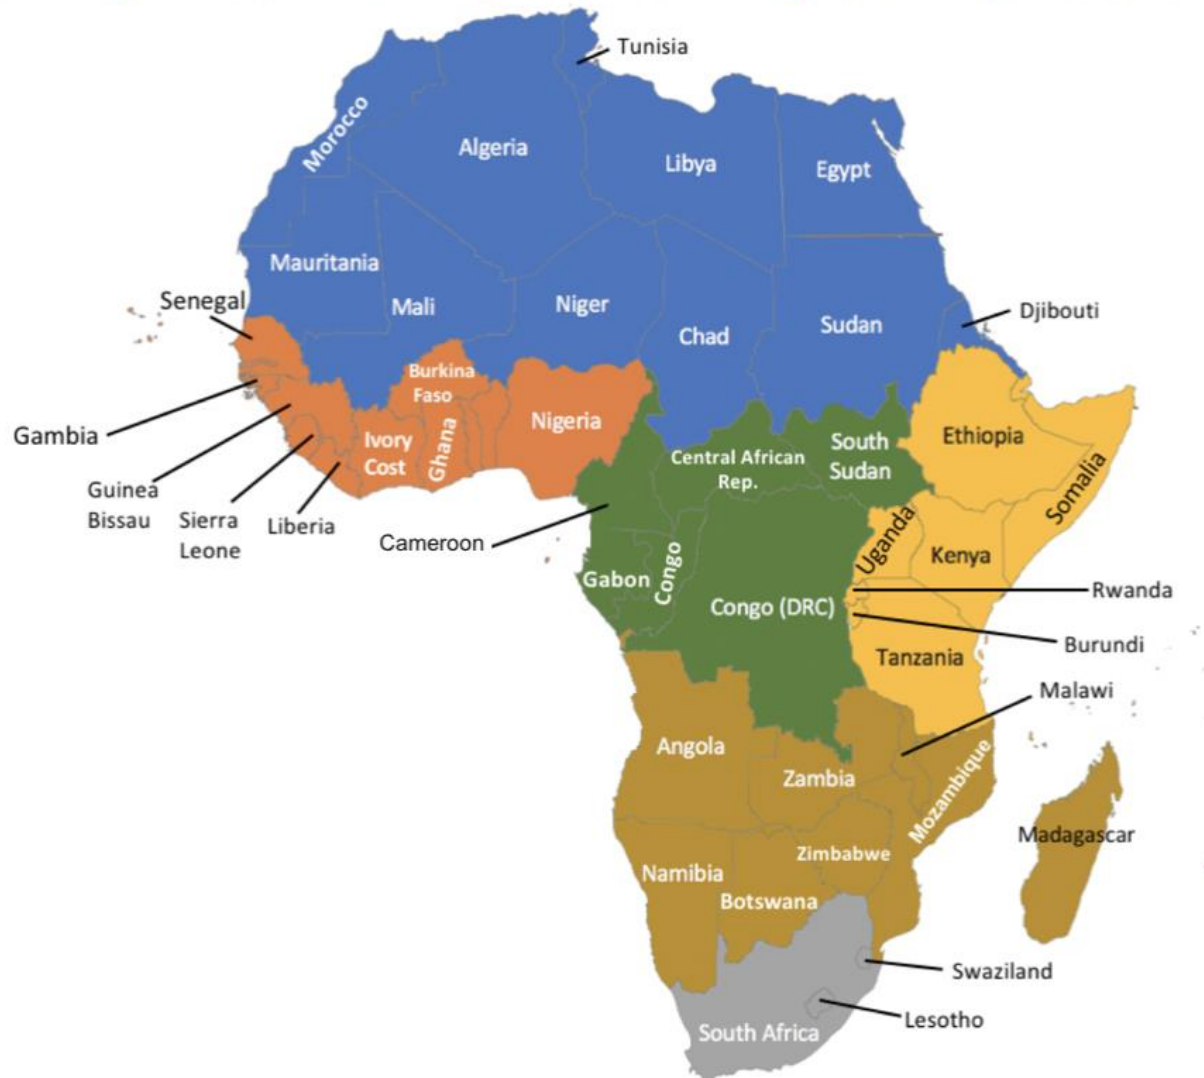 Tunisia
Morocco
Algeria
Libya
Egypt
Mauritania
Mali
Niger
Chad
Sudan
Djibouti
Senegal
Burkina
Faso
Nigeria
Gambia
Ivory
Cost
Ghana
Guinea
Bissau
Sierra
Leone
Liberia
Cameroon
Central African
Rep.
South
Sudan
Ethiopia
Somalia
Uganda
Kenya
Gabon
Congo
Congo (DRC)
Rwanda
Burundi
Tanzania
Malawi
Angola
Zambia
Mozambique
Madagascar
Zimbabwe
Namibia
Botswana
Swaziland
Lesotho
South Africa